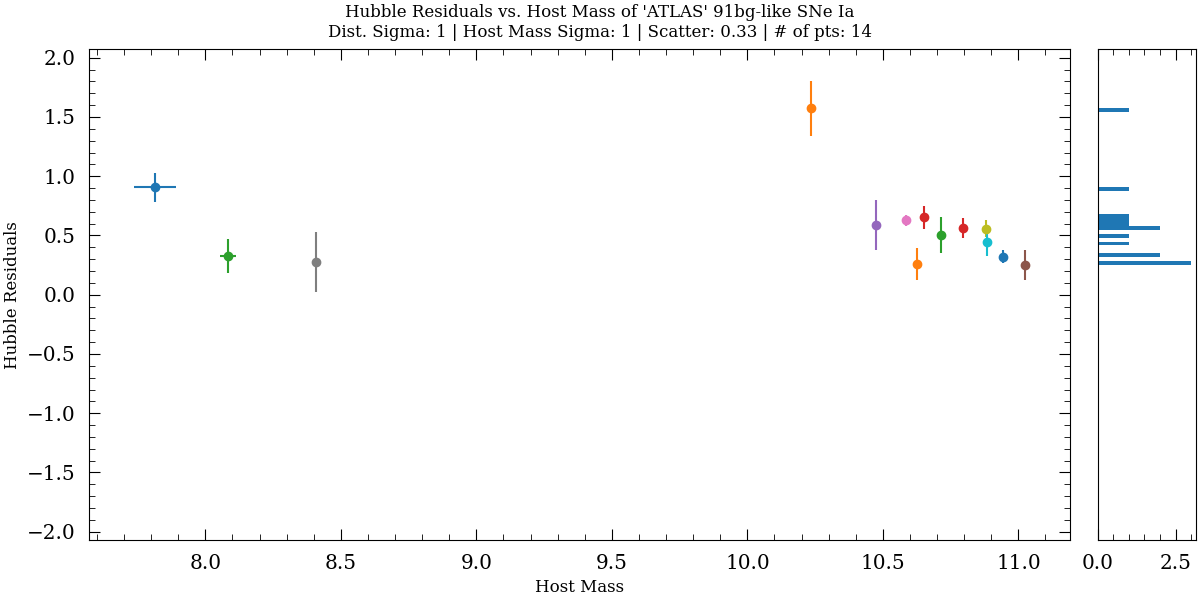 Hubble Residuals vs. Host Mass of 'ATLAS' 91bg-like SNe Ia
Dist. Sigma: 1 | Host Mass Sigma: 1 | Scatter: 0.33 | # of pts: 14
Hubble Residuals
2.0
1.5
1.0
0.5
0.0
−0.5
−1.0
−1.5
−2.0
8.0 8.5 9.0 9.5 10.0 10.5 11.0
Host Mass
0.0 2.5